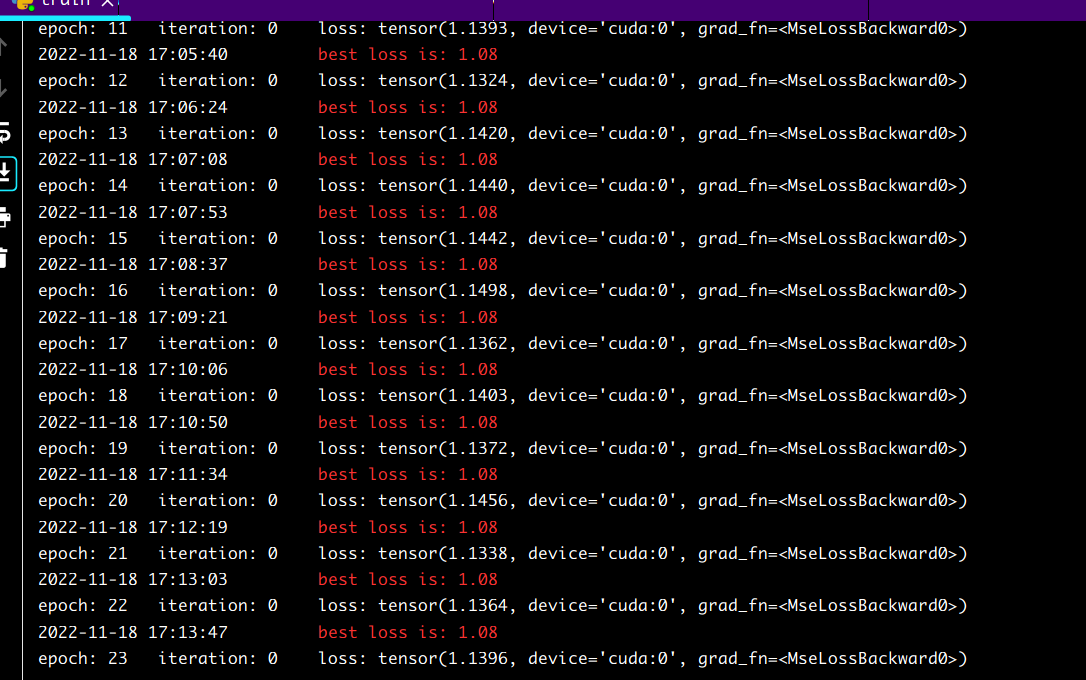 train
epoch: 11 iteration: 0 loss: tensor(1.1393, device='cuda:0', grad_fn=<MseLossBackward0>)
2022-11-18 17:05:40 best loss is: 1.08
epoch: 12 iteration: 0 loss: tensor(1.1324, device='cuda:0', grad_fn=<MseLossBackward0>)
2022-11-18 17:06:24 best loss is: 1.08
epoch: 13 iteration: 0 loss: tensor(1.1420, device='cuda:0', grad_fn=<MseLossBackward0>)
2022-11-18 17:07:08 best loss is: 1.08
epoch: 14 iteration: 0 loss: tensor(1.1440, device='cuda:0', grad_fn=<MseLossBackward0>)
2022-11-18 17:07:53 best loss is: 1.08
epoch: 15 iteration: 0 loss: tensor(1.1442, device='cuda:0', grad_fn=<MseLossBackward0>)
2022-11-18 17:08:37 best loss is: 1.08
epoch: 16 iteration: 0 loss: tensor(1.1498, device='cuda:0', grad_fn=<MseLossBackward0>)
2022-11-18 17:09:21 best loss is: 1.08
epoch: 17 iteration: 0 loss: tensor(1.1362, device='cuda:0', grad_fn=<MseLossBackward0>)
2022-11-18 17:10:06 best loss is: 1.08
epoch: 18 iteration: 0 loss: tensor(1.1403, device='cuda:0', grad_fn=<MseLossBackward0>)
2022-11-18 17:10:50 best loss is: 1.08
epoch: 19 iteration: 0 loss: tensor(1.1372, device='cuda:0', grad_fn=<MseLossBackward0>)
2022-11-18 17:11:34 best loss is: 1.08
epoch: 20 iteration: 0 loss: tensor(1.1456, device='cuda:0', grad_fn=<MseLossBackward0>)
2022-11-18 17:12:19 best loss is: 1.08
epoch: 21 iteration: 0 loss: tensor(1.1338, device='cuda:0', grad_fn=<MseLossBackward0>)
2022-11-18 17:13:03 best loss is: 1.08
epoch: 22 iteration: 0 loss: tensor(1.1364, device='cuda:0', grad_fn=<MseLossBackward0>)
2022-11-18 17:13:47 best loss is: 1.08
epoch: 23 iteration: 0 loss: tensor(1.1396, device='cuda:0', grad_fn=<MseLossBackward0>)